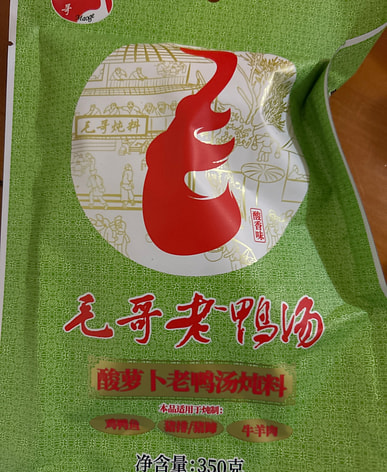 哥
Maoge
毛哥炖料
酸香味
毛哥老鸭汤
酸萝卜老鸭汤炖料
本品适用于炖制:
鸡鸭鱼 猪排/猪蹄 牛羊肉
净含量:350克